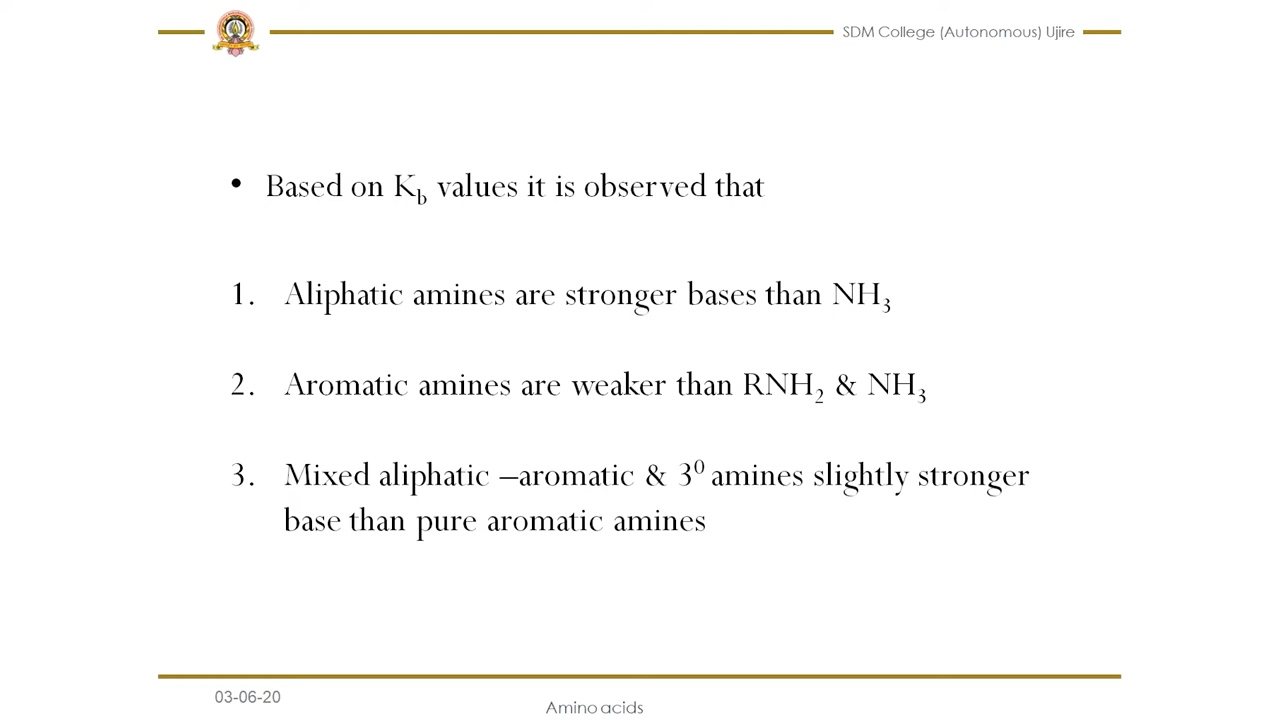 SDM College (Autonomous) Ujire
• Based on Kb values it is observed that
1. Aliphatic amines are stronger bases than NH3
2. Aromatic amines are weaker than RNH2 & NH3
3. Mixed aliphatic –aromatic & 3⁰ amines slightly stronger
base than pure aromatic amines
03-06-20
Amino acids